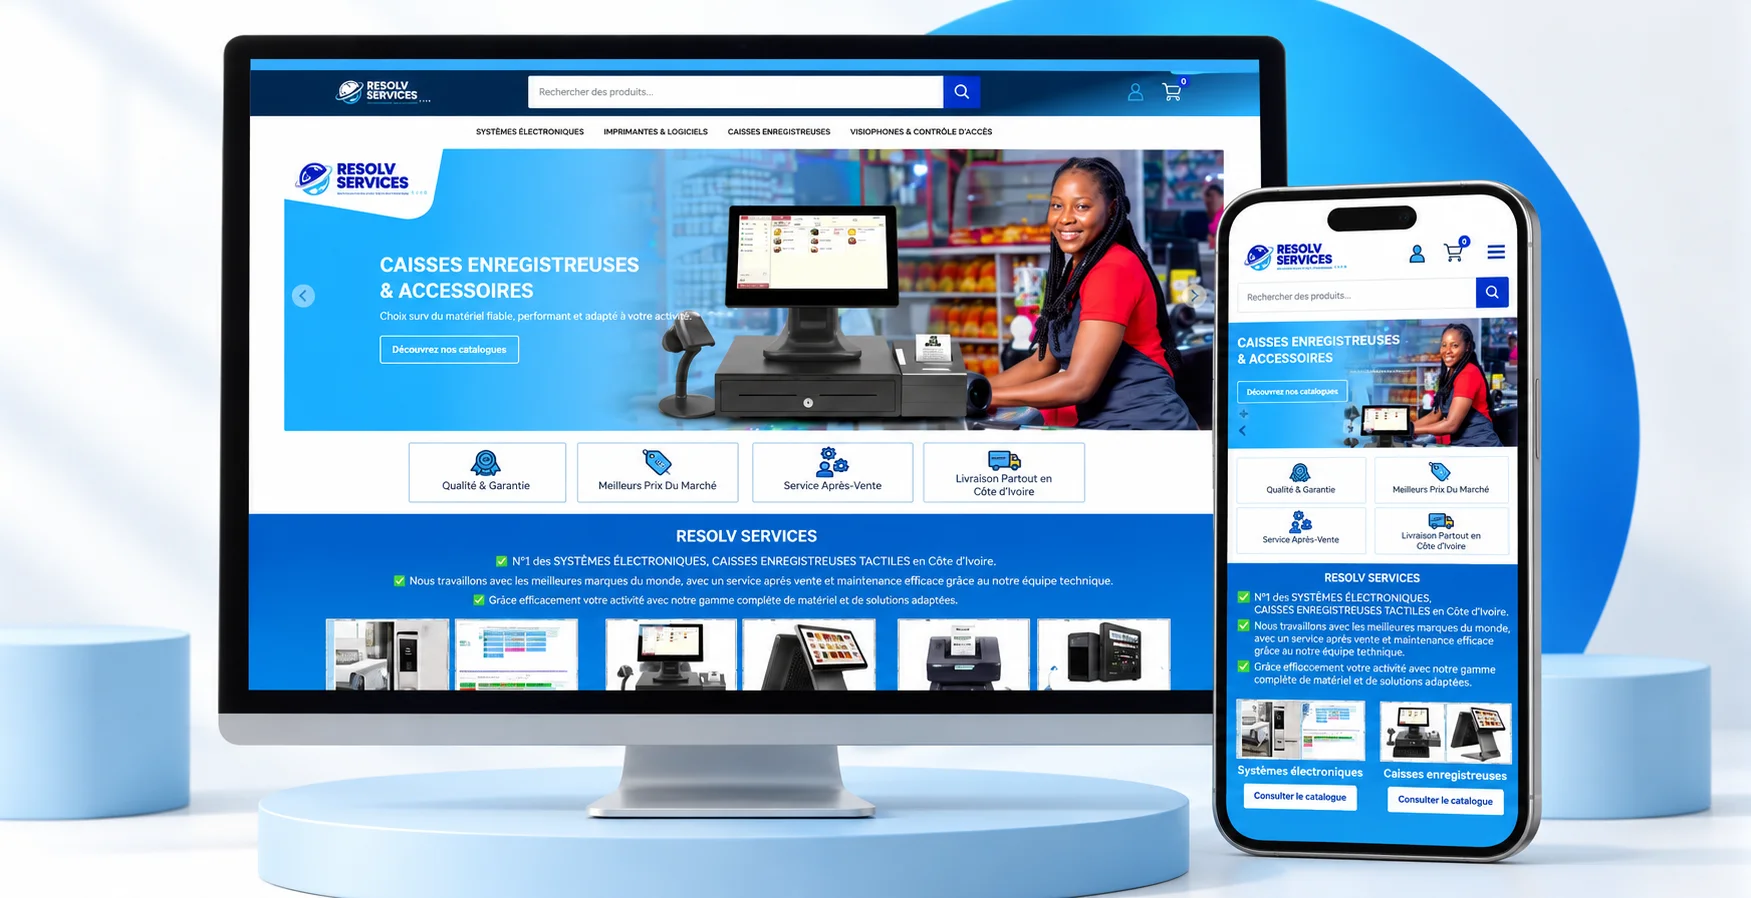 RESOLV
SERVICES
Rechercher des produits...
0
SYSTÈMES ÉLECTRONIQUES
IMPRIMANTES & LOGICIELS
CAISSES ENREGISTREUSES
VISIOPHONES & CONTRÔLE D'ACCÈS
RESOLV
SERVICES
CAISSES ENREGISTREUSES
& ACCESSOIRES
Choix surv du matériel fiable, performant et adapté à votre activité.
Découvrez nos catalogues
Qualité & Garantie
Meilleurs Prix Du Marché
Service Après-Vente
Livraison Partout en
Côte d'Ivoire
RESOLV SERVICES
N°1 des SYSTÈMES ÉLECTRONIQUES, CAISSES ENREGISTREUSES TACTILES en Côte d'Ivoire.
Nous travaillons avec les meilleures marques du monde, avec un service aprés vente et maintenance efficace grâce au notre équipe technique.
Grâce efficacement votre activité avec notre gamme complète de matériel et de solutions adaptées.
RESOLV
SERVICES
0
Rechercher des produits...
CAISSES ENREGISTREUSES
& ACCESSOIRES
Découvrez nos catalogues
Qualité & Garantie
Meilleurs Prix Du Marché
Service Après-Vente
Livraison Partout en
Côte d'Ivoire
RESOLV SERVICES
N°1 des SYSTÈMES ÉLECTRONIQUES,
CAISSES ENREGISTREUSES TACTILES en Côte d'Ivoire.
Nous travaillons avec les meilleures marques du monde,
avec un service aprés vente et maintenance efficace
grâce au notre équipe technique.
Grâce efficcement votre activité avec notre gamme
complète de matériel et de solutions adaptées.
Systèmes électroniques
Caisses enregistreuses
Consulter le catalogue
Consulter le catalogue